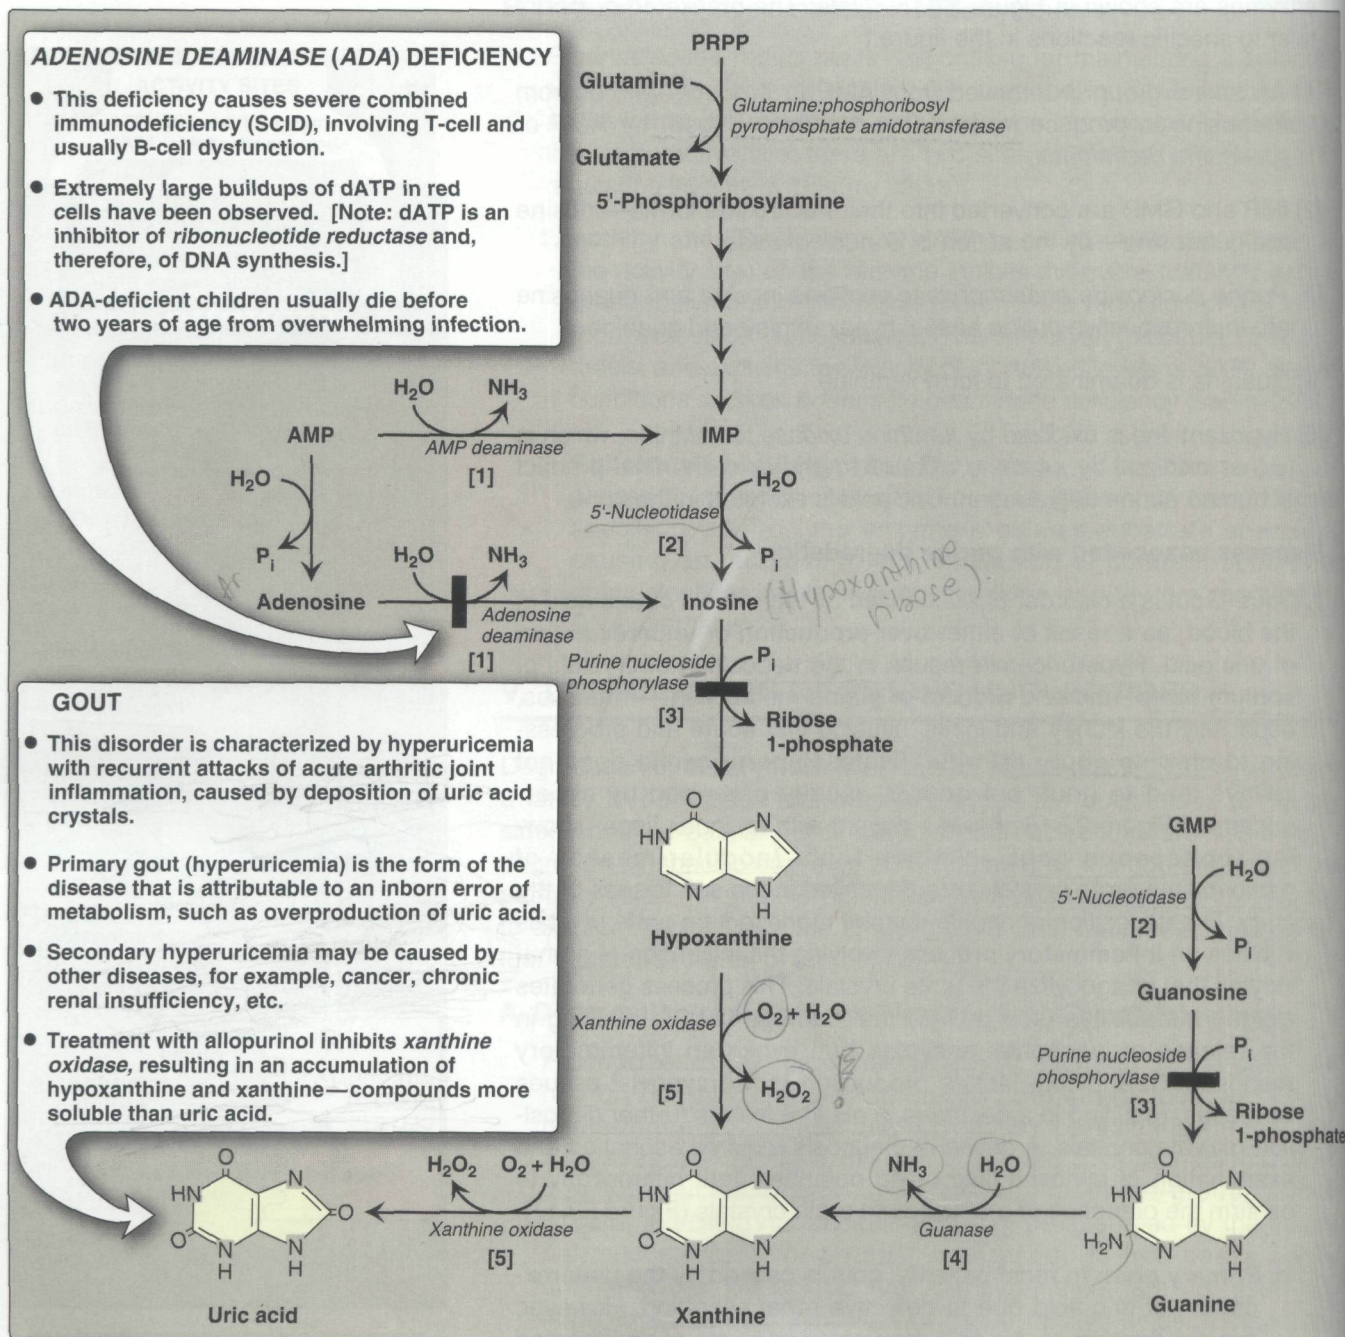 ADENOSINE DEAMINASE (ADA) DEFICIENCY
● This deficiency causes severe combined
immunodeficiency (SCID), involving T-cell and
usually B-cell dysfunction.
● Extremely large buildups of dATP in red
cells have been observed. [Note: dATP is an
inhibitor of ribonucleotide reductase and,
therefore, of DNA synthesis.]
● ADA-deficient children usually die before
two years of age from overwhelming infection.
PRPP
Glutamine
Glutamine:phosphoribosyl
pyrophosphate amidotransferase
Glutamate
5'-Phosphoribosylamine
H₂O NH₃
AMP
AMP deaminase
[1]
IMP
H₂O
Pᵢ
H₂O
5'-Nucleotidase
[2]
Pᵢ
H₂O NH₃
Adenosine
Adenosine
deaminase
[1]
Inosine (Hypoxanthine
ribose).
Purine nucleoside
phosphorylase
[3]
Pᵢ
Ribose
1-phosphate
GOUT
● This disorder is characterized by hyperuricemia
with recurrent attacks of acute arthritic joint
inflammation, caused by deposition of uric acid
crystals.
● Primary gout (hyperuricemia) is the form of the
disease that is attributable to an inborn error of
metabolism, such as overproduction of uric acid.
● Secondary hyperuricemia may be caused by
other diseases, for example, cancer, chronic
renal insufficiency, etc.
● Treatment with allopurinol inhibits xanthine
oxidase, resulting in an accumulation of
hypoxanthine and xanthine—compounds more
soluble than uric acid.
O
HN N
N N
H
Hypoxanthine
Xanthine oxidase
O₂ + H₂O
[5]
H₂O₂ !
GMP
H₂O
5'-Nucleotidase
[2]
Pᵢ
Guanosine
Purine nucleoside
phosphorylase
[3]
Pᵢ
Ribose
1-phosphate
O
HN N
O
O N N
H H
Uric acid
H₂O₂ O₂ + H₂O
Xanthine oxidase
[5]
O
HN N
O N N
H H
Xanthine
NH₃ H₂O
Guanase
[4]
O
HN N
H₂N N N
H
Guanine